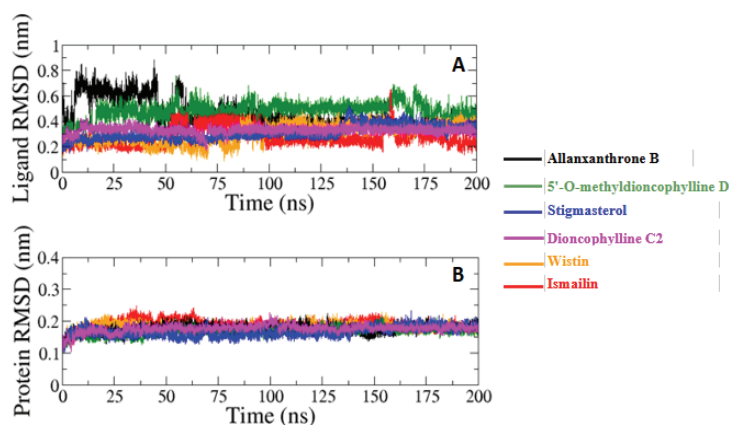 A
Ligand RMSD (nm)
1
0.8
0.6
0.4
0.2
0
0 25 50 75 100 125 150 175 200
Time (ns)
B
Protein RMSD (nm)
0.4
0.3
0.2
0.1
0
0 25 50 75 100 125 150 175 200
Time (ns)
Allanxanthrone B
5'-O-methyldioncophylline D
Stigmasterol
Dioncophylline C2
Wistin
Ismailin